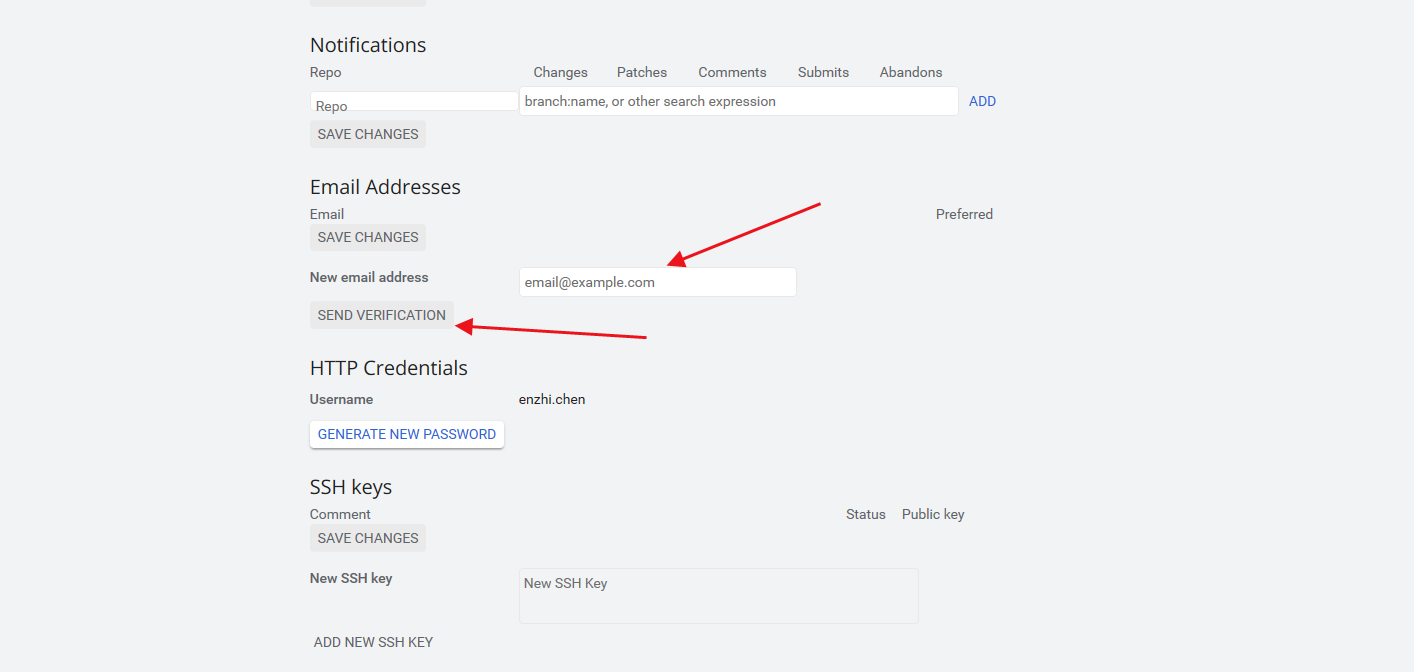 Notifications
Repo Changes Patches Comments Submits Abandons
Repo branch:name, or other search expression ADD
SAVE CHANGES
Email Addresses
Email Preferred
SAVE CHANGES
New email address email@example.com
SEND VERIFICATION
HTTP Credentials
Username enzhi.chen
GENERATE NEW PASSWORD
SSH keys
Comment Status Public key
SAVE CHANGES
New SSH key New SSH Key
ADD NEW SSH KEY